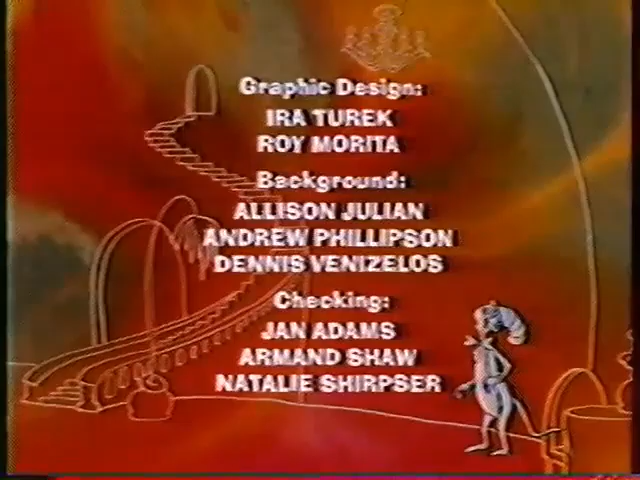 Graphic Design:
IRA TUREK
ROY MORITA
Background:
ALLISON JULIAN
ANDREW PHILLIPSON
DENNIS VENIZELOS
Checking:
JAN ADAMS
ARMAND SHAW
NATALIE SHIRPSER